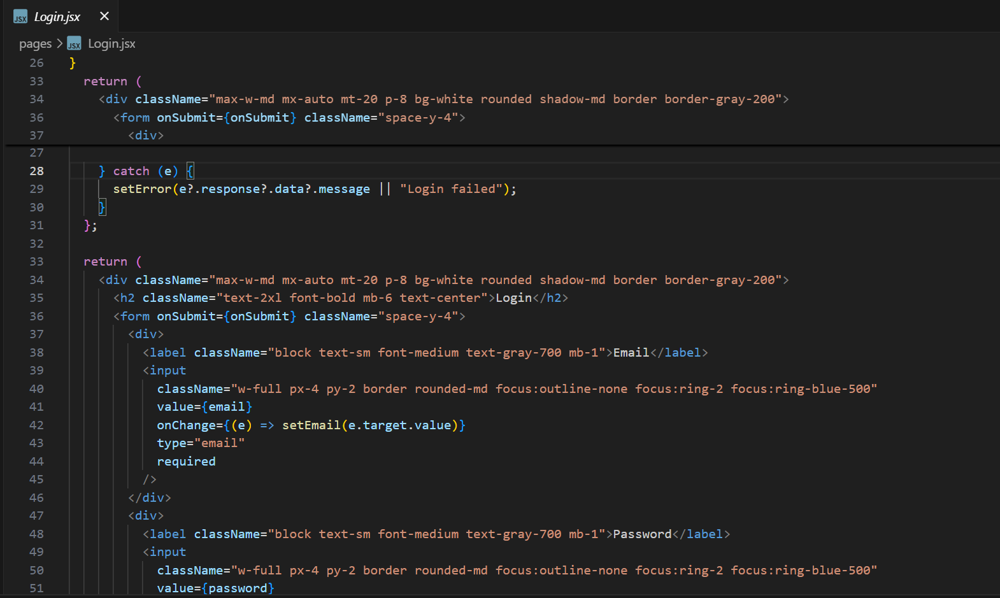 JSX Login.jsx ×
pages > JSX Login.jsx
26 }
33 return (
34 <div className="max-w-md mx-auto mt-20 p-8 bg-white rounded shadow-md border border-gray-200">
36 <form onSubmit={onSubmit} className="space-y-4">
37 <div>
27
28 } catch (e) {
29 setError(e?.response?.data?.message || "Login failed");
30 }
31 };
32
33 return (
34 <div className="max-w-md mx-auto mt-20 p-8 bg-white rounded shadow-md border border-gray-200">
35 <h2 className="text-2xl font-bold mb-6 text-center">Login</h2>
36 <form onSubmit={onSubmit} className="space-y-4">
37 <div>
38 <label className="block text-sm font-medium text-gray-700 mb-1">Email</label>
39 <input
40 className="w-full px-4 py-2 border rounded-md focus:outline-none focus:ring-2 focus:ring-blue-500"
41 value={email}
42 onChange={(e) => setEmail(e.target.value)}
43 type="email"
44 required
45 />
46 </div>
47 <div>
48 <label className="block text-sm font-medium text-gray-700 mb-1">Password</label>
49 <input
50 className="w-full px-4 py-2 border rounded-md focus:outline-none focus:ring-2 focus:ring-blue-500"
51 value={password}